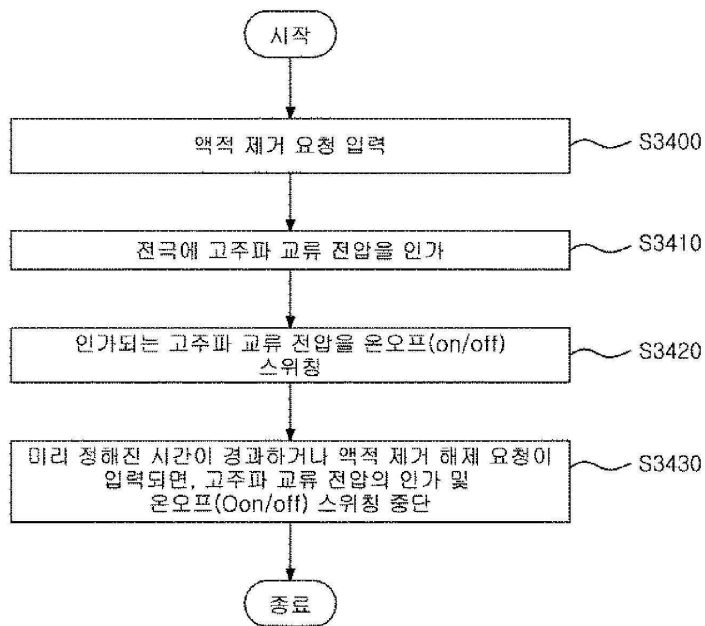 시작
액적 제거 요청 입력
S3400
전극에 고주파 교류 전압을 인가
S3410
인가되는 고주파 교류 전압을 온오프(on/off)
스위칭
S3420
미리 정해진 시간이 경과하거나 액적 제거 해제 요청이
입력되면, 고주파 교류 전압의 인가 및
온오프(Oon/off) 스위칭 중단
S3430
종료